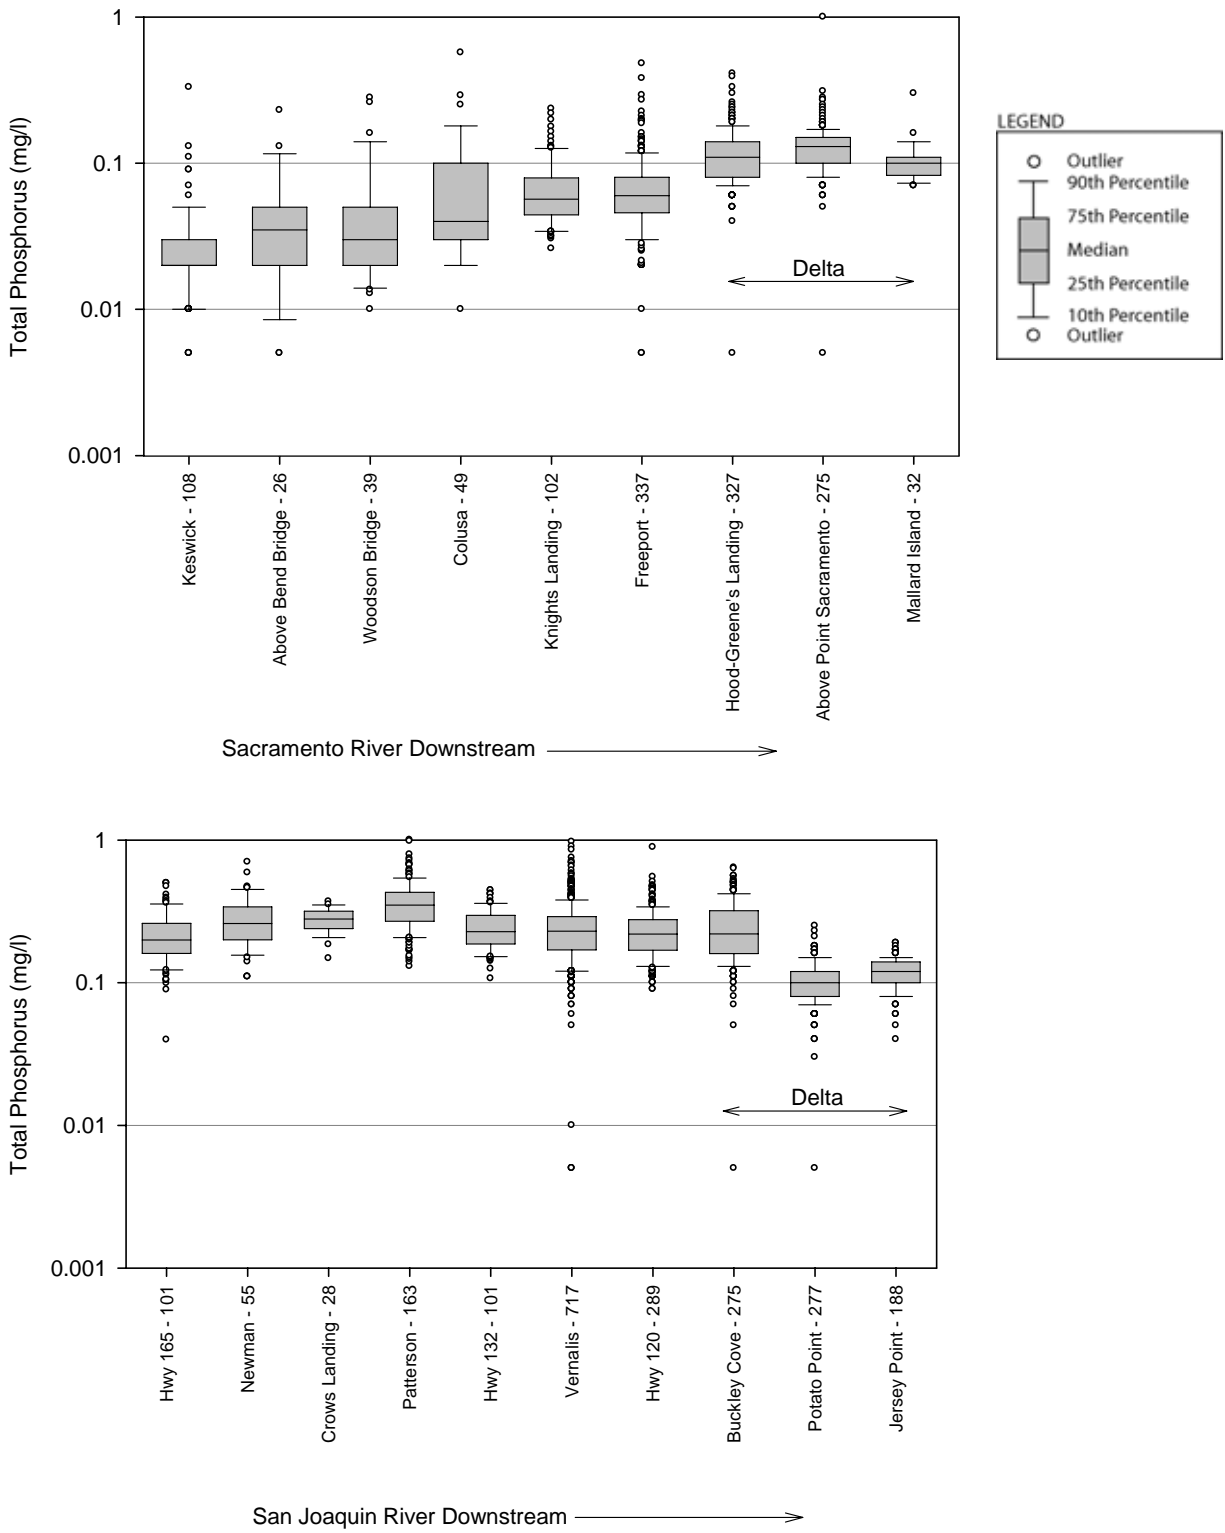 1
0.1
0.01
0.001
Total Phosphorus (mg/l)
Delta
LEGEND
Outlier
90th Percentile
75th Percentile
Median
25th Percentile
10th Percentile
Outlier
Keswick - 108
Above Bend Bridge - 26
Woodson Bridge - 39
Colusa - 49
Knights Landing - 102
Freeport - 337
Hood-Greene's Landing - 327
Above Point Sacramento - 275
Mallard Island - 32
Sacramento River Downstream
1
0.1
0.01
0.001
Total Phosphorus (mg/l)
Delta
Hwy 165 - 101
Newman - 55
Crows Landing - 28
Patterson - 163
Hwy 132 - 101
Vernalis - 717
Hwy 120 - 289
Buckley Cove - 275
Potato Point - 277
Jersey Point - 188
San Joaquin River Downstream